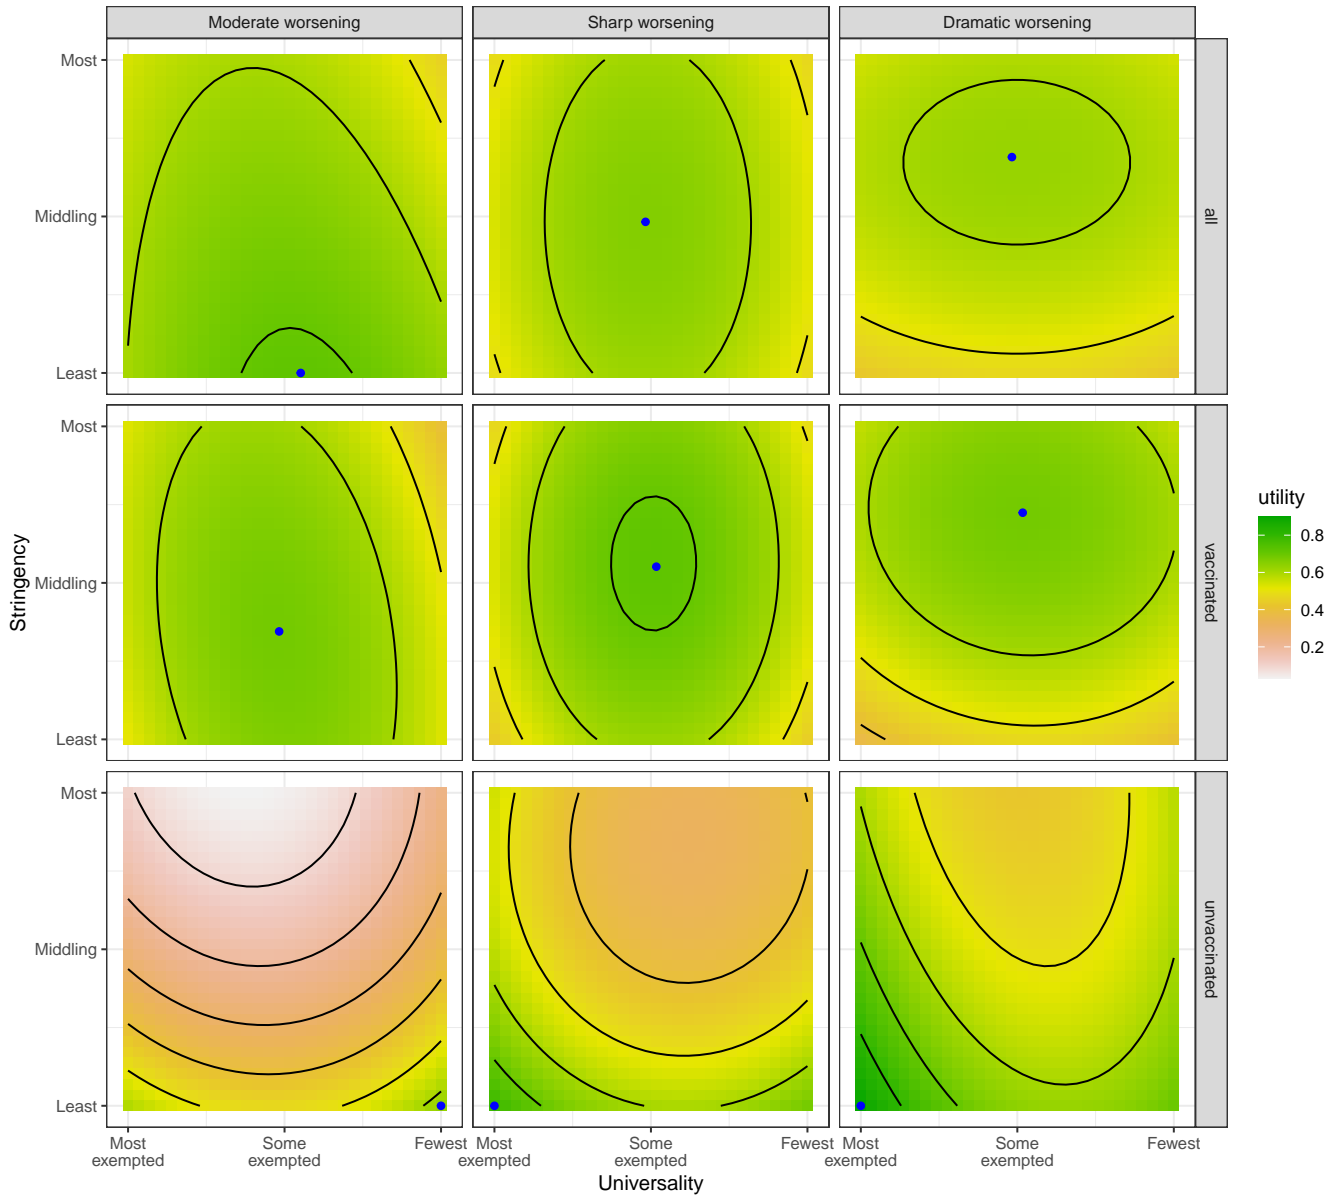 Moderate worsening
Sharp worsening
Dramatic worsening
Most
Middling
Least
all
Most
Middling
Least
vaccinated
Most
Middling
Least
unvaccinated
Stringency
utility
0.8
0.6
0.4
0.2
Most
exempted
Some
exempted
Fewest
Most
exempted
Some
exempted
Fewest
Most
exempted
Some
exempted
Fewest
Universality